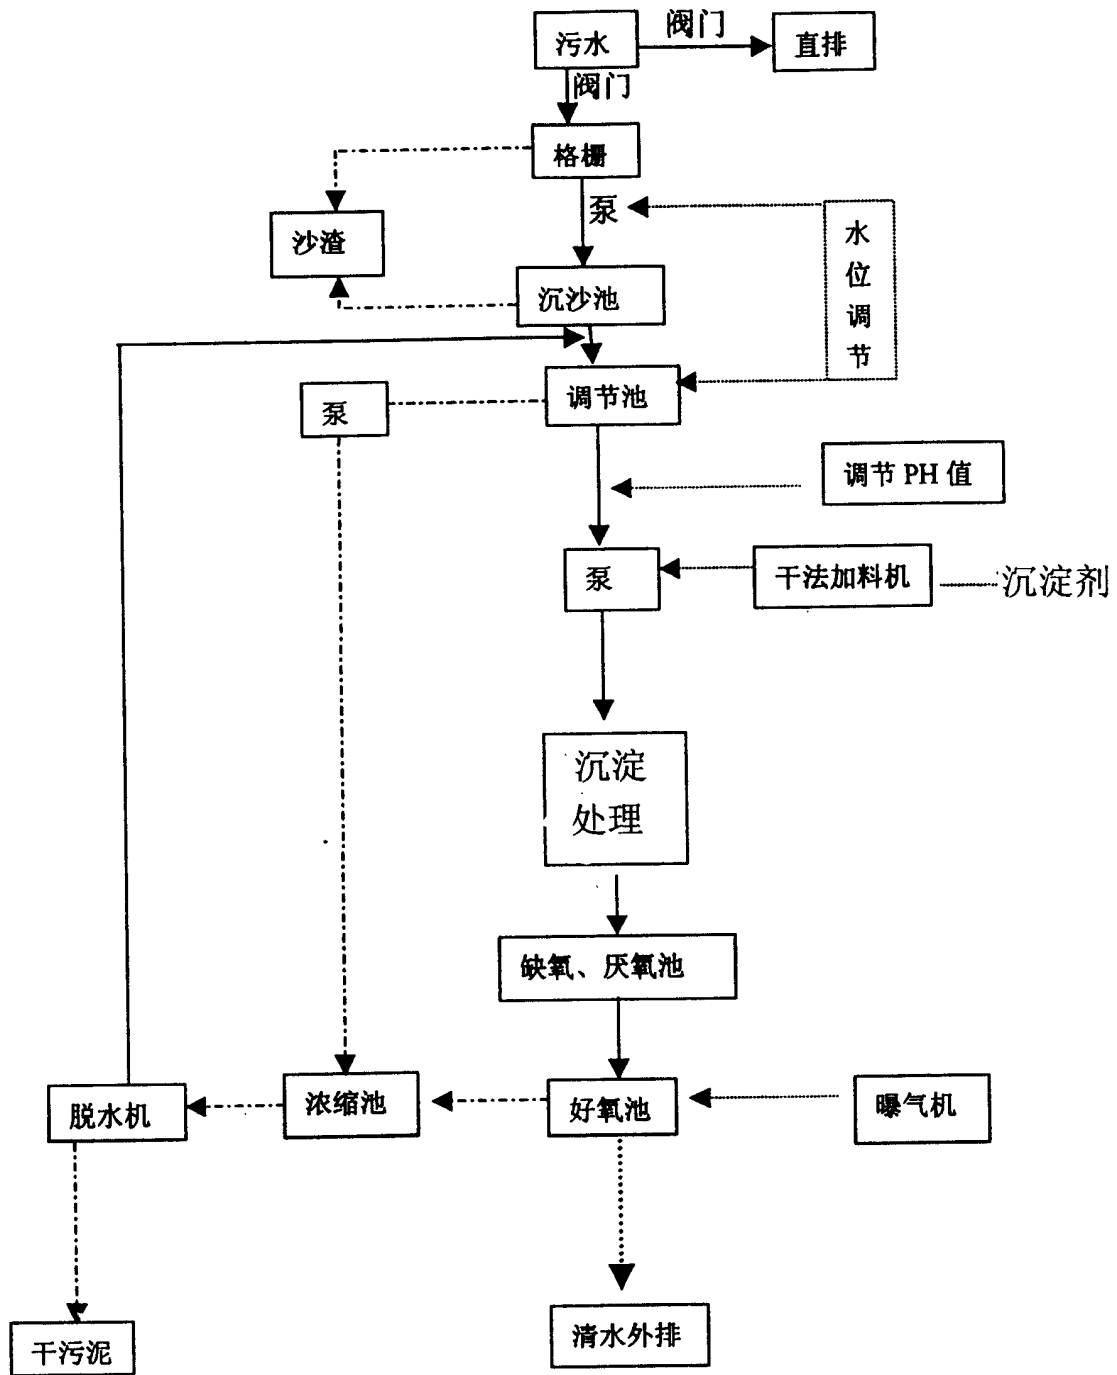 阀门
污水
直排
阀门
格栅
泵
水位调节
沙渣
沉沙池
调节池
泵
调节 PH 值
泵
干法加料机
沉淀剂
沉淀
处理
缺氧、厌氧池
脱水机
浓缩池
好氧池
曝气机
干污泥
清水外排